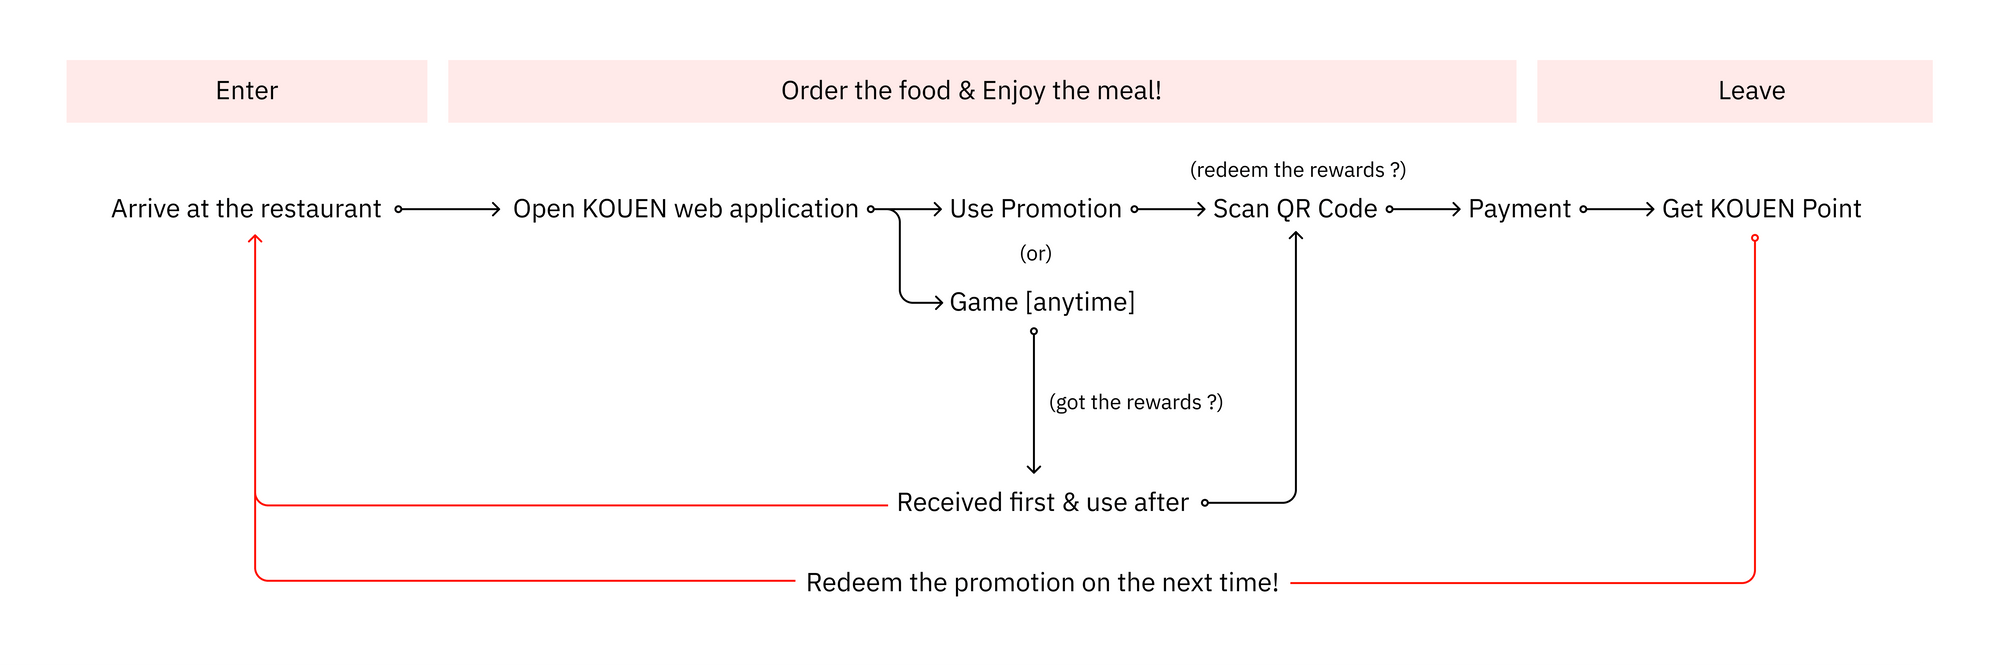 Enter
Order the food & Enjoy the meal!
Leave
(redeem the rewards ?)
Arrive at the restaurant
Open KOUEN web application
Use Promotion
Scan QR Code
Payment
Get KOUEN Point
(or)
Game [anytime]
(got the rewards ?)
Received first & use after
Redeem the promotion on the next time!